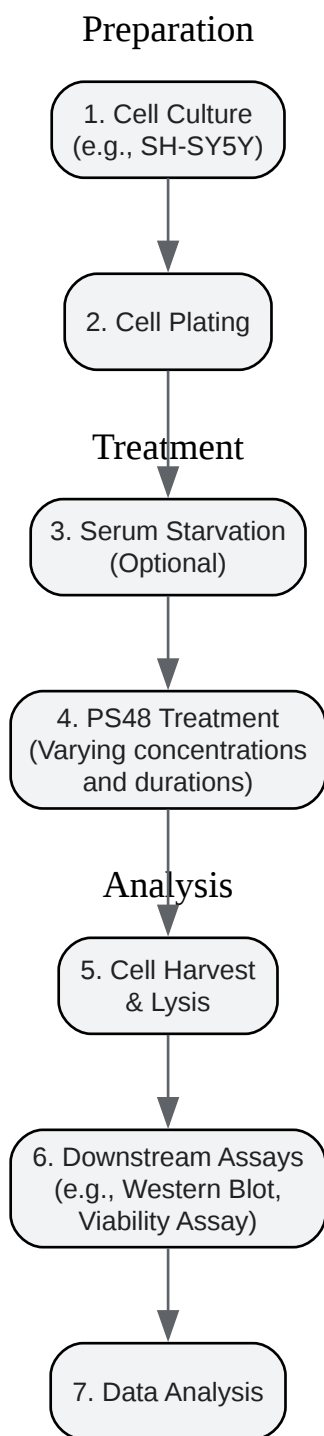 Preparation
1. Cell Culture
(e.g., SH-SY5Y)
2. Cell Plating
Treatment
3. Serum Starvation
(Optional)
4. PS48 Treatment
(Varying concentrations
and durations)
Analysis
5. Cell Harvest
& Lysis
6. Downstream Assays
(e.g., Western Blot,
Viability Assay)
7. Data Analysis